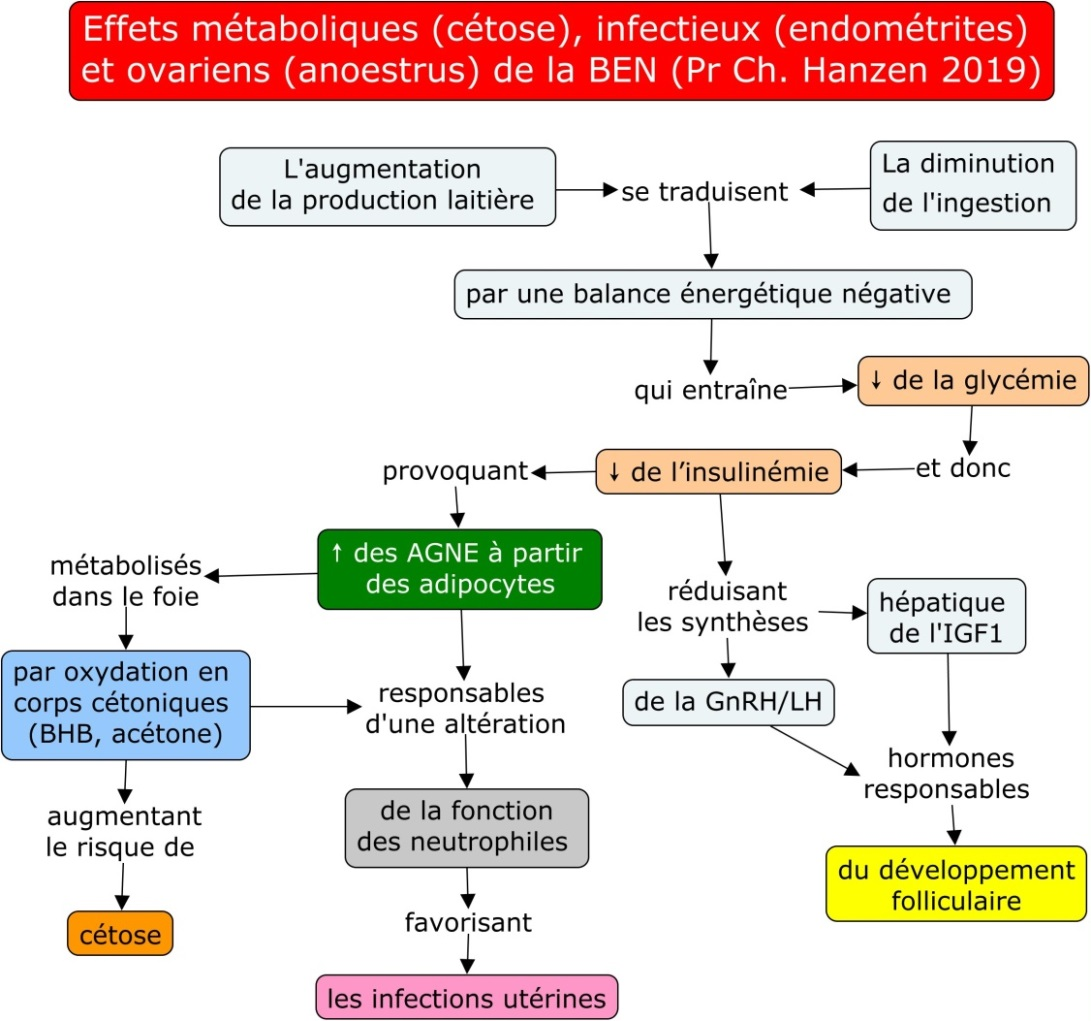 Effets métaboliques (cétose), infectieux (endométrites)
et ovariens (anoestrus) de la BEN (Pr Ch. Hanzen 2019)
L'augmentation
de la production laitière
se traduisent
La diminution
de l'ingestion
par une balance énergétique négative
qui entraîne
↓ de la glycémie
et donc
↓ de l’insulinémie
provoquant
↑ des AGNE à partir
des adipocytes
métabolisés
dans le foie
par oxydation en
corps cétoniques
(BHB, acétone)
augmentant
le risque de
cétose
responsables
d'une altération
de la fonction
des neutrophiles
favorisant
les infections utérines
réduisant
les synthèses
hépatique
de l'IGF1
de la GnRH/LH
hormones
responsables
du développement
folliculaire